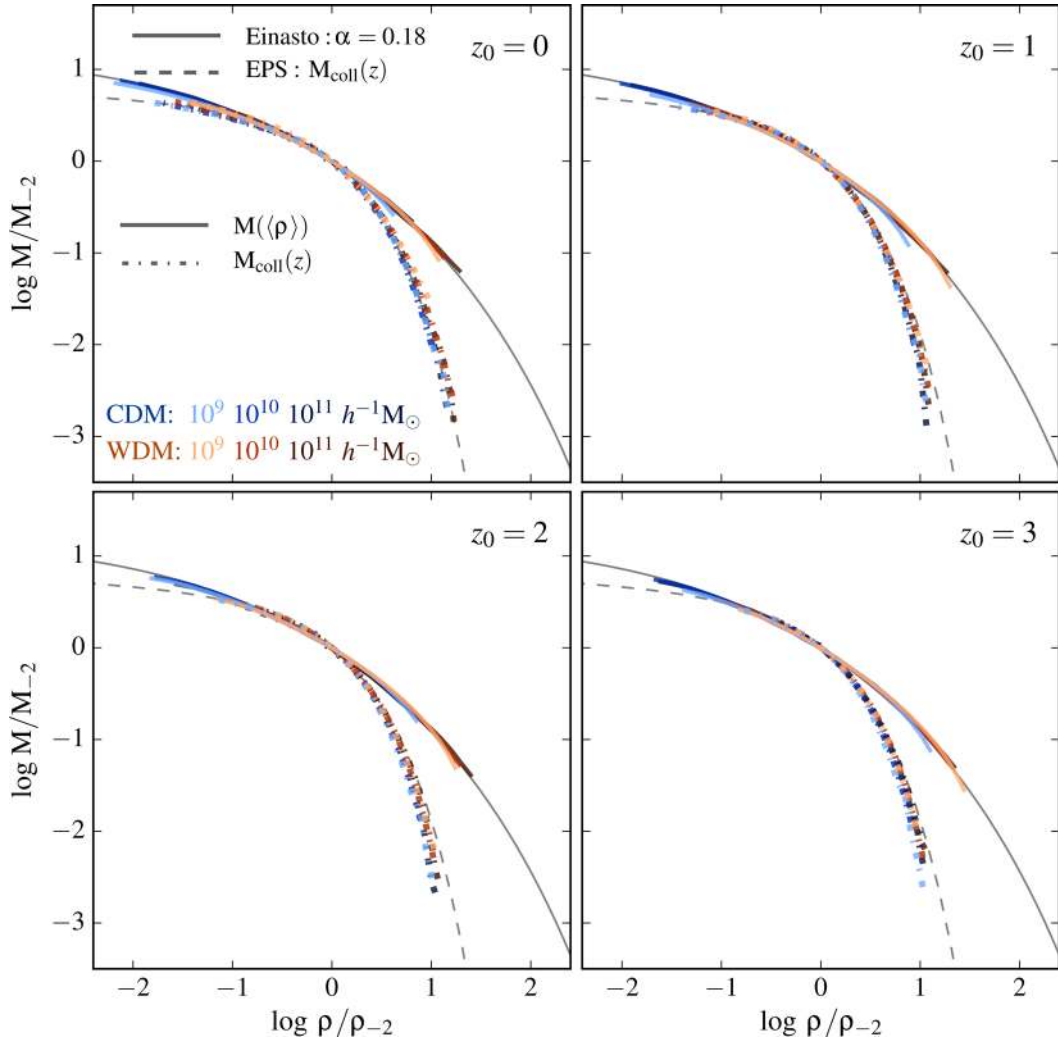 Einasto : α = 0.18
EPS : M_coll(z)
z₀ = 0
z₀ = 1
1
0
−1
−2
−3
log M/M₋₂
M(⟨ρ⟩)
M_coll(z)
CDM: 10⁹ 10¹⁰ 10¹¹ h⁻¹M⊙
WDM: 10⁹ 10¹⁰ 10¹¹ h⁻¹M⊙
z₀ = 2
z₀ = 3
1
0
−1
−2
−3
log M/M₋₂
−2 −1 0 1 2
−2 −1 0 1 2
log ρ/ρ₋₂
log ρ/ρ₋₂